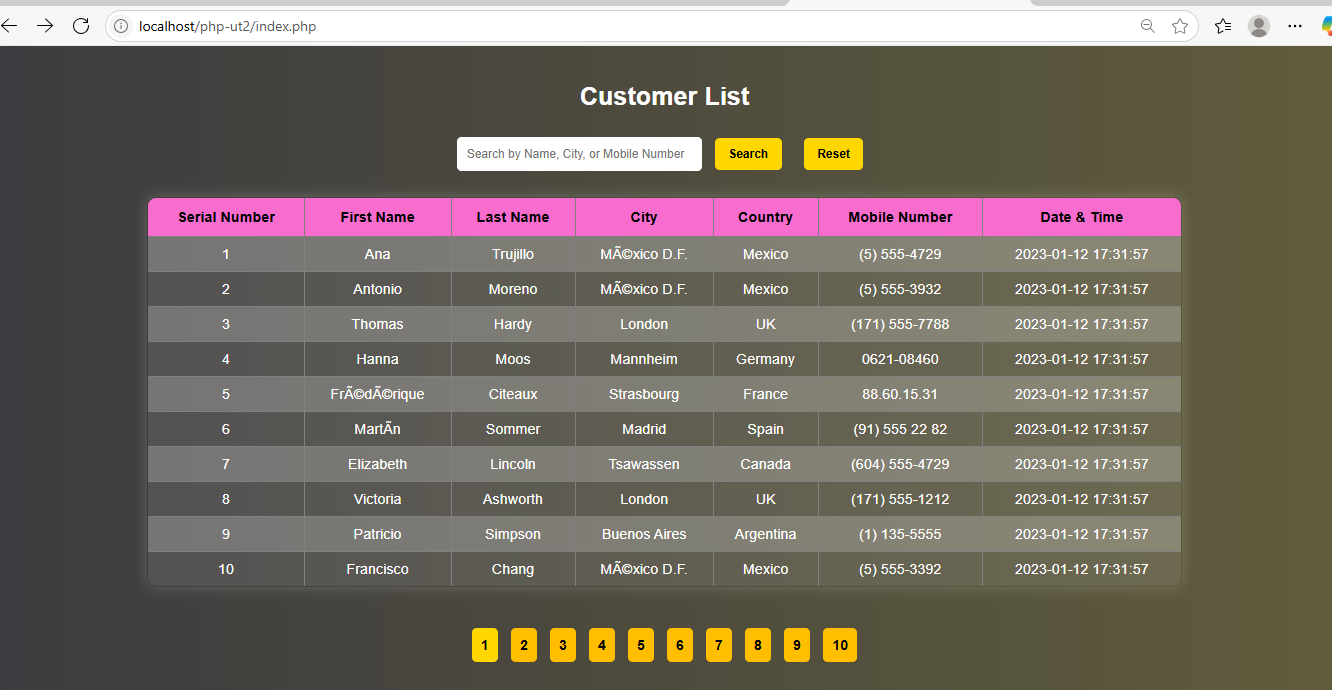 localhost/php-ut2/index.php
Customer List
Search by Name, City, or Mobile Number Search Reset
Serial Number First Name Last Name City Country Mobile Number Date & Time
1 Ana Trujillo MÃ©xico D.F. Mexico (5) 555-4729 2023-01-12 17:31:57
2 Antonio Moreno MÃ©xico D.F. Mexico (5) 555-3932 2023-01-12 17:31:57
3 Thomas Hardy London UK (171) 555-7788 2023-01-12 17:31:57
4 Hanna Moos Mannheim Germany 0621-08460 2023-01-12 17:31:57
5 FrÃ©dÃ©rique Citeaux Strasbourg France 88.60.15.31 2023-01-12 17:31:57
6 MartÃn Sommer Madrid Spain (91) 555 22 82 2023-01-12 17:31:57
7 Elizabeth Lincoln Tsawassen Canada (604) 555-4729 2023-01-12 17:31:57
8 Victoria Ashworth London UK (171) 555-1212 2023-01-12 17:31:57
9 Patricio Simpson Buenos Aires Argentina (1) 135-5555 2023-01-12 17:31:57
10 Francisco Chang MÃ©xico D.F. Mexico (5) 555-3392 2023-01-12 17:31:57
1 2 3 4 5 6 7 8 9 10